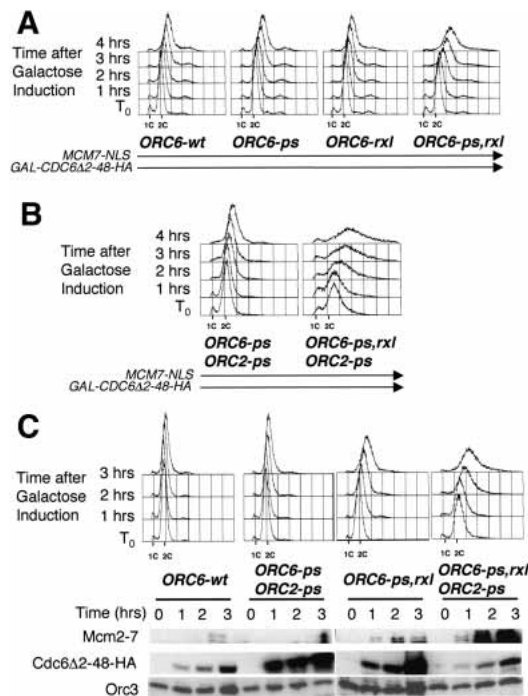 A
Time after
Galactose
Induction
4 hrs
3 hrs
2 hrs
1 hrs
T0
1C 2C 1C 2C 1C 2C 1C 2C
ORC6-wt ORC6-ps ORC6-rxl ORC6-ps,rxl
MCM7-NLS
GAL-CDC6Δ2-48-HA
B
Time after
Galactose
Induction
4 hrs
3 hrs
2 hrs
1 hrs
T0
1C 2C 1C 2C
ORC6-ps ORC6-ps,rxl
ORC2-ps ORC2-ps
MCM7-NLS
GAL-CDC6Δ2-48-HA
C
Time after
Galactose
Induction
3 hrs
2 hrs
1 hrs
T0
1C 2C 1C 2C 1C 2C 1C 2C
ORC6-wt ORC6-ps ORC6-ps,rxl ORC6-ps,rxl
ORC2-ps ORC2-ps
Time (hrs) 0 1 2 3 0 1 2 3 0 1 2 3 0 1 2 3
Mcm2-7
Cdc6Δ2-48-HA
Orc3